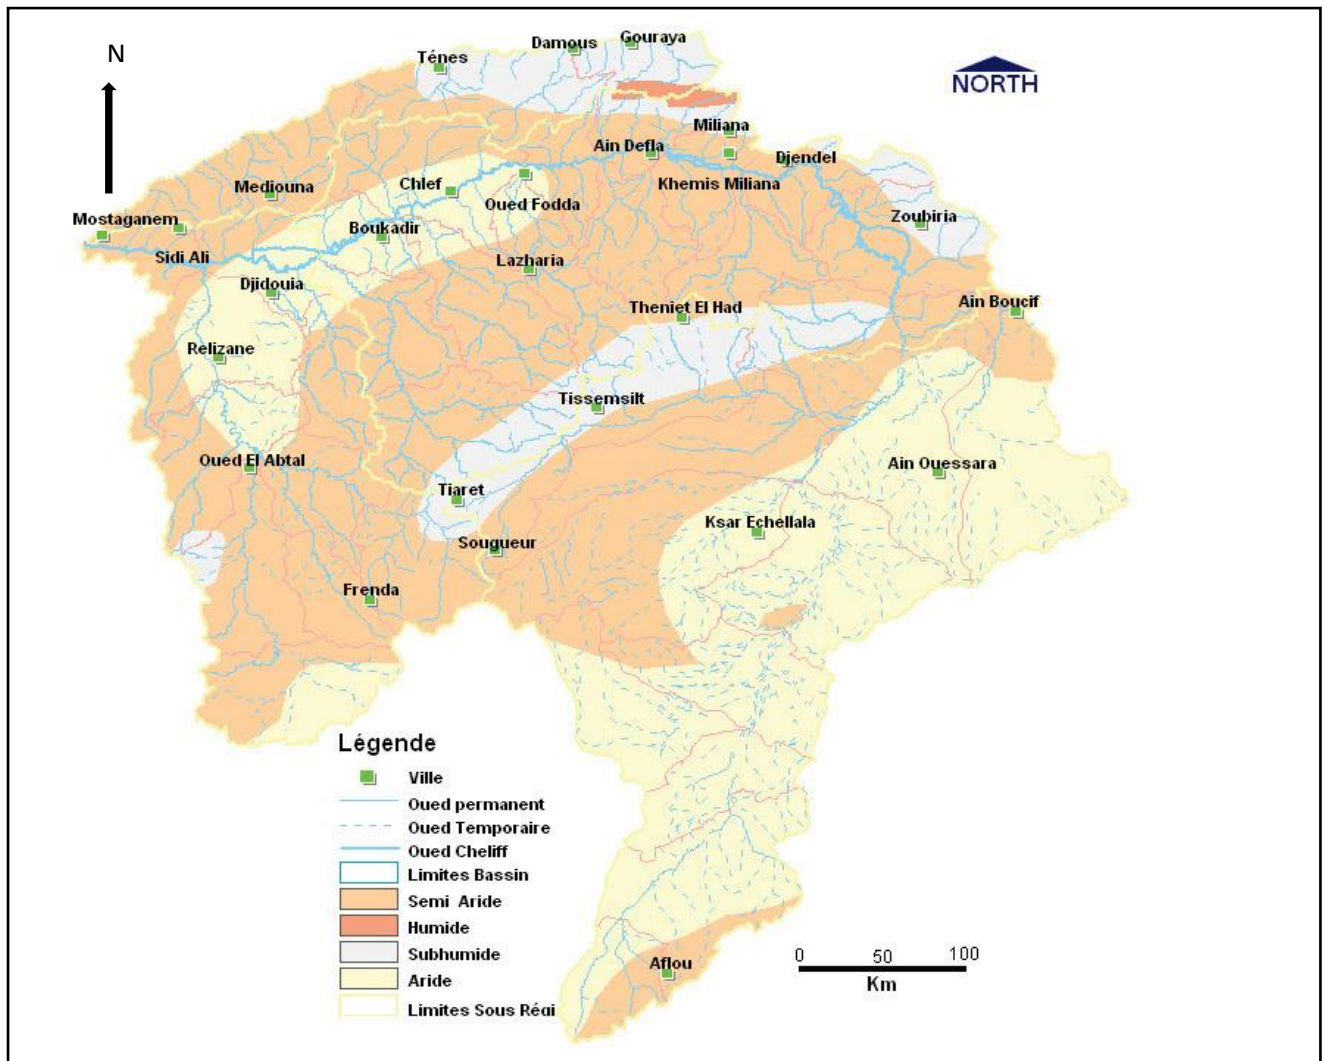 N
NORTH
Gouraya
Damous
Ténes
Miliana
Ain Defla
Djendel
Khemis Miliana
Chlef
Mediouna
Oued Fodda
Mostaganem
Zoubiria
Boukadir
Sidi Ali
Lazharia
Djidouia
Ain Boucif
Theniet El Had
Relizane
Tissemsilt
Oued El Abtal
Ain Ouessara
Tiaret
Ksar Echellala
Sougueur
Frenda
Légende
Ville
Oued permanent
Oued Temporaire
Oued Cheliff
Limites Bassin
Semi Aride
Humide
Subhumide
Aride
Limites Sous Régi
Aflou
0 50 100
Km